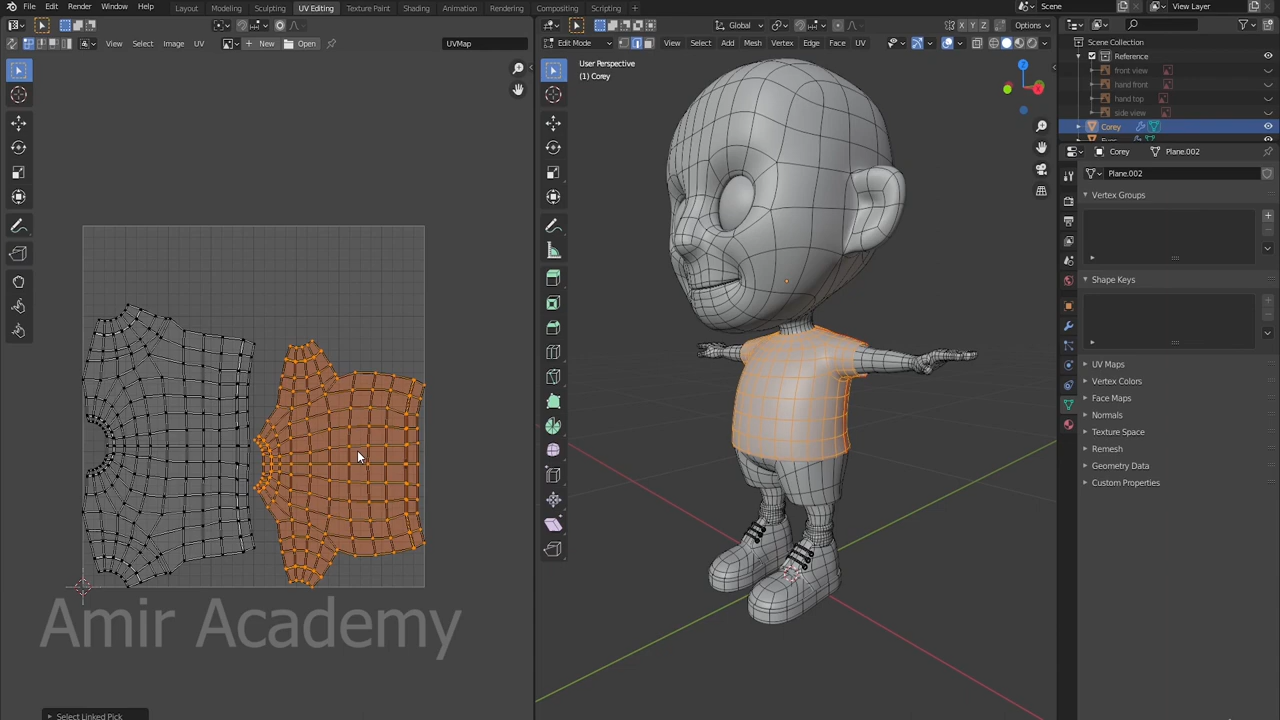 File Edit Render Window Help Layout Modeling Sculpting UV Editing Texture Paint Shading Animation Rendering Compositing Scripting Scene View Layer
Global Options
View Select Image UV New Open UVMap Edit Mode View Select Add Mesh Vertex Edge Face UV X Y Z
Scene Collection
Reference
front view
hand front
hand top
side view
Corey
Corey Plane.002
Plane.002
Vertex Groups
Shape Keys
UV Maps
Vertex Colors
Face Maps
Normals
Texture Space
Remesh
Geometry Data
Custom Properties
User Perspective
(1) Corey
Z
X
Amir Academy
Select Linked Pick